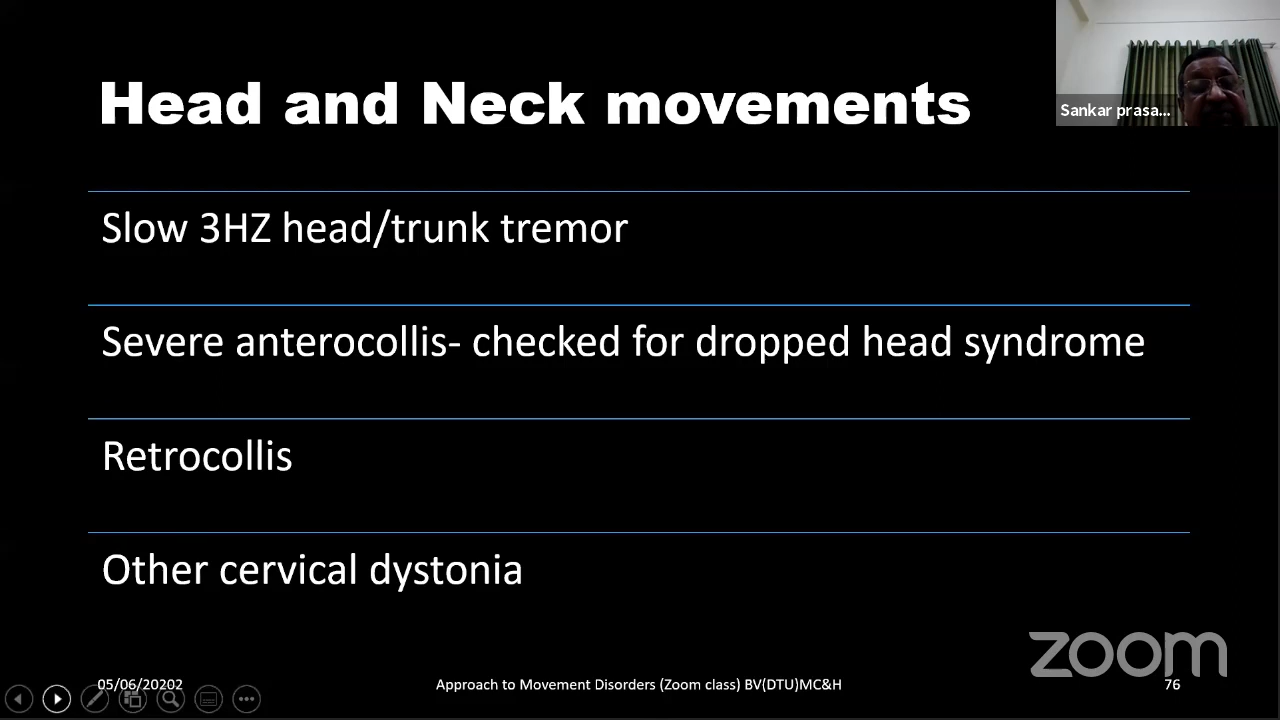 Head and Neck movements
Sankar prasa...
Slow 3HZ head/trunk tremor
Severe anterocollis- checked for dropped head syndrome
Retrocollis
Other cervical dystonia
zoom
05/06/20202
Approach to Movement Disorders (Zoom class) BV(DTU)MC&H
76